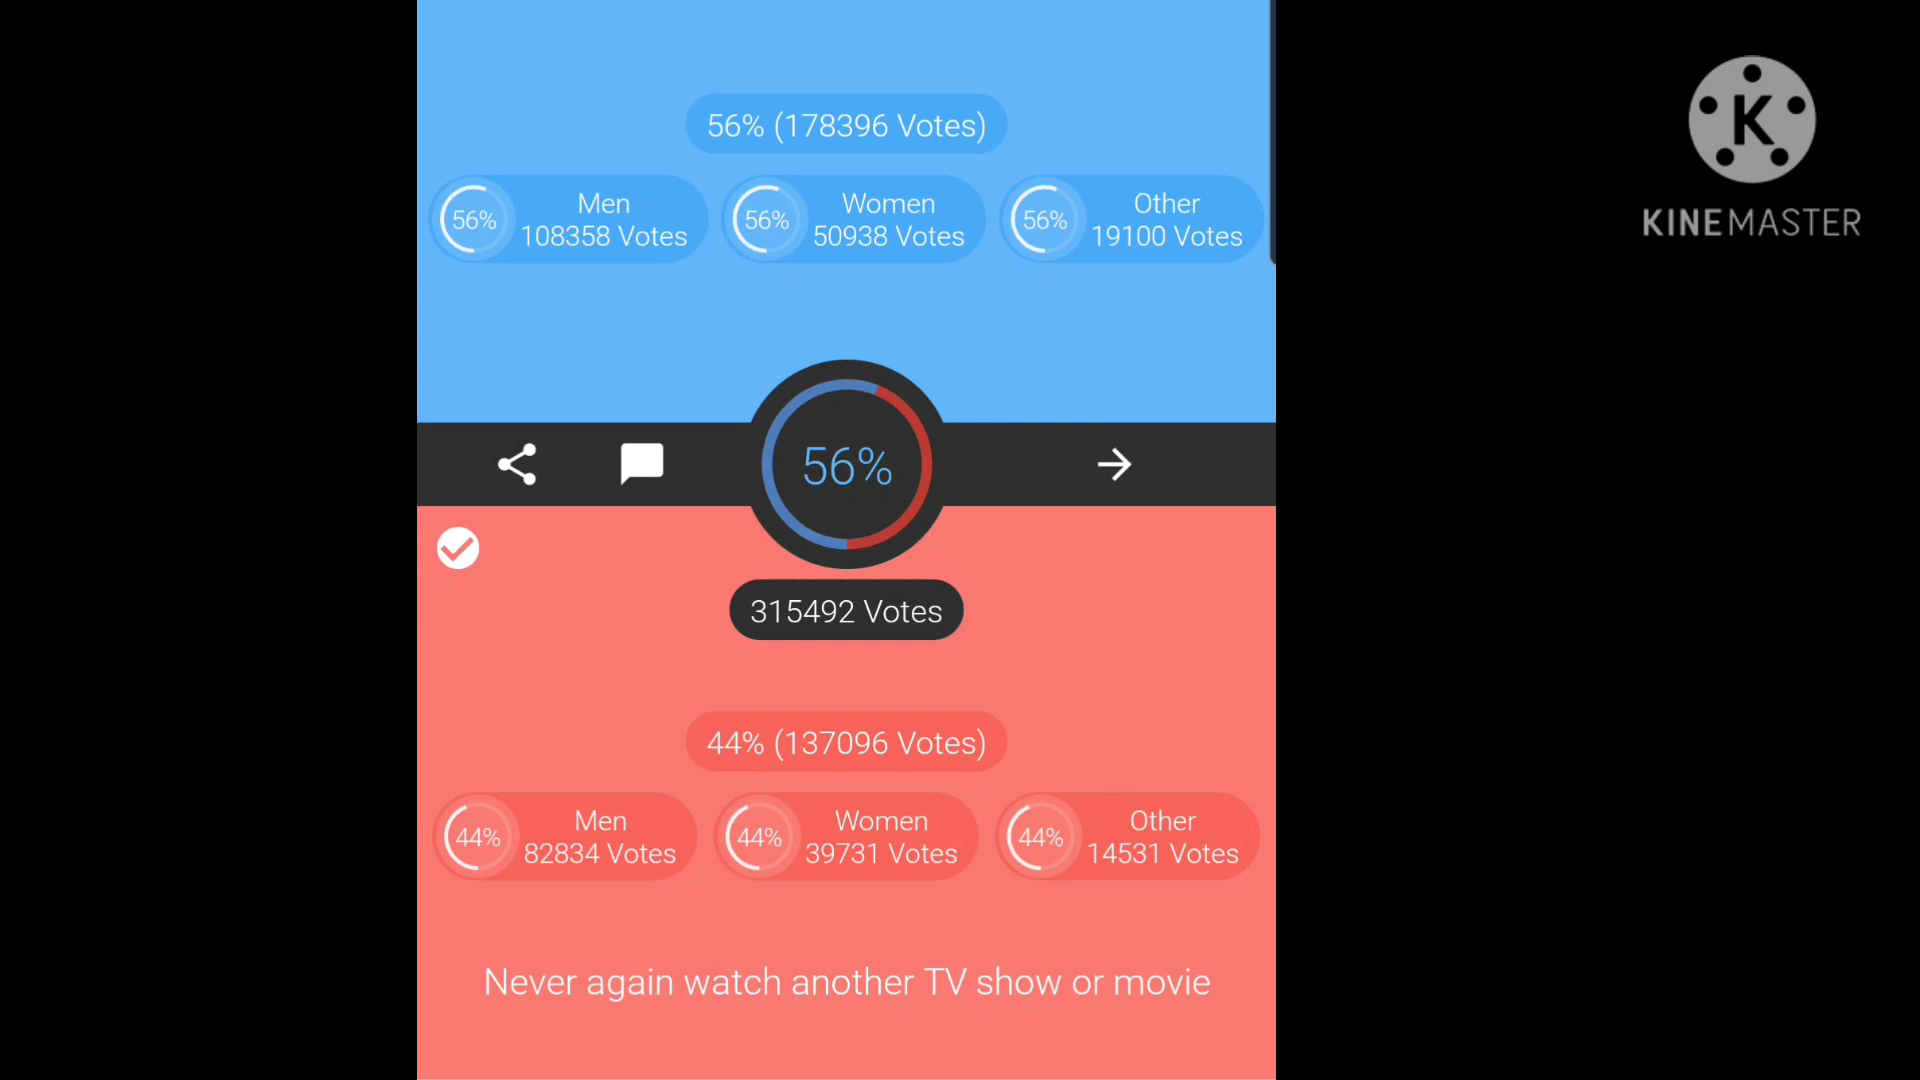 56% (178396 Votes)
56%
Men
108358 Votes
56%
Women
50938 Votes
56%
Other
19100 Votes
K
KINEMASTER
56%
315492 Votes
44% (137096 Votes)
44%
Men
82834 Votes
44%
Women
39731 Votes
44%
Other
14531 Votes
Never again watch another TV show or movie